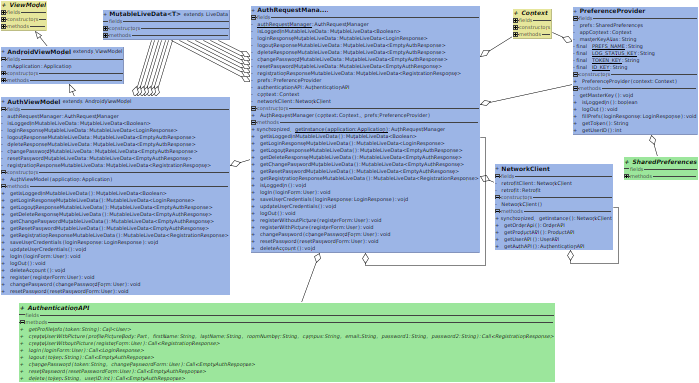 + ViewModel
fields
constructors
methods
+ MutableLiveData<T> extends LiveData
fields
constructors
methods
+ AndroidViewModel extends ViewModel
fields
- mApplication: Application
constructors
methods
+ AuthViewModel extends AndroidViewModel
fields
- authRequestManager: AuthRequestManager
- isLoggedInMutableLiveData: MutableLiveData<Boolean>
- loginResponseMutableLiveData: MutableLiveData<LoginResponse>
- logoutResponseMutableLiveData: MutableLiveData<EmptyAuthResponse>
- deleteResponseMutableLiveData: MutableLiveData<EmptyAuthResponse>
- changePasswordMutableLiveData: MutableLiveData<EmptyAuthResponse>
- resetPasswordMutableLiveData: MutableLiveData<EmptyAuthResponse>
- registrationResponseMutableLiveData: MutableLiveData<RegistrationResponse>
constructors
+ AuthViewModel(application: Application)
methods
+ getIsLoggedInMutableLiveData(): MutableLiveData<Boolean>
+ getLoginResponseMutableLiveData(): MutableLiveData<LoginResponse>
+ getLogoutResponseMutableLiveData(): MutableLiveData<EmptyAuthResponse>
+ getDeleteResponseMutableLiveData(): MutableLiveData<EmptyAuthResponse>
+ getChangePasswordMutableLiveData(): MutableLiveData<EmptyAuthResponse>
+ getResetPasswordMutableLiveData(): MutableLiveData<EmptyAuthResponse>
+ getRegistrationResponseMutableLiveData(): MutableLiveData<RegistrationResponse>
+ saveUserCredentials(loginResponse: LoginResponse): void
+ updateUserCredentials(): void
+ login(loginForm: User): void
+ logOut(): void
+ deleteAccount(): void
+ register(registerForm: User): void
+ changePassword(changePasswordForm: User): void
+ resetPassword(resetPasswordForm: User): void
+ AuthRequestMana...
fields
- authRequestManager: AuthRequestManager
- isLoggedInMutableLiveData: MutableLiveData<Boolean>
- loginResponseMutableLiveData: MutableLiveData<LoginResponse>
- logoutResponseMutableLiveData: MutableLiveData<EmptyAuthResponse>
- deleteResponseMutableLiveData: MutableLiveData<EmptyAuthResponse>
- changePasswordMutableLiveData: MutableLiveData<EmptyAuthResponse>
- resetPasswordMutableLiveData: MutableLiveData<EmptyAuthResponse>
- registrationResponseMutableLiveData: MutableLiveData<RegistrationResponse>
- prefs: PreferenceProvider
- authenticationAPI: AuthenticationAPI
- context: Context
- networkClient: NetworkClient
constructors
- AuthRequestManager(context: Context, prefs: PreferenceProvider)
methods
+ synchronized getInstance(application: Application): AuthRequestManager
+ getIsLoggedInMutableLiveData(): MutableLiveData<Boolean>
+ getLoginResponseMutableLiveData(): MutableLiveData<LoginResponse>
+ getLogoutResponseMutableLiveData(): MutableLiveData<EmptyAuthResponse>
+ getDeleteResponseMutableLiveData(): MutableLiveData<EmptyAuthResponse>
+ getChangePasswordMutableLiveData(): MutableLiveData<EmptyAuthResponse>
+ getResetPasswordMutableLiveData(): MutableLiveData<EmptyAuthResponse>
+ getRegistrationResponseMutableLiveData(): MutableLiveData<RegistrationResponse>
+ isLoggedIn(): void
+ login(loginForm: User): void
+ saveUserCredentials(loginResponse: LoginResponse): void
+ updateUserCredentials(): void
+ logOut(): void
+ registerWithoutPicture(registerForm: User): void
+ registerWithPicture(registerForm: User): void
+ changePassword(changePasswordForm: User): void
+ resetPassword(resetPasswordForm: User): void
+ deleteAccount(): void
+ Context
fields
constructors
methods
+ PreferenceProvider
fields
- prefs: SharedPreferences
- appContext: Context
- masterKeyAlias: String
- final PREFS_NAME: String
- final LOG_STATUS_KEY: String
- final TOKEN_KEY: String
- final ID_KEY: String
constructors
+ PreferenceProvider(context: Context)
methods
- getMasterKey(): void
+ isLoggedIn(): boolean
+ logOut(): void
+ fillPrefs(loginResponse: LoginResponse): void
+ getToken(): String
+ getUserID(): int
+ SharedPreferences
fields
methods
+ NetworkClient
fields
- retrofitClient: NetworkClient
- retrofit: Retrofit
constructors
- NetworkClient()
methods
+ synchronized getInstance(): NetworkClient
+ getOrderApi(): OrderAPI
+ getProductAPI(): ProductAPI
+ getUserAPI(): UserAPI
+ getAuthAPI(): AuthenticationAPI
+ AuthenticationAPI
fields
methods
+ getProfileInfo(token: String): Call<User>
+ createUserWithPicture(profilePictureBody: Part, firstName: String, lastName: String, roomNumber: String, campus: String, email: String, password1: String, password2: String): Call<RegistrationResponse>
+ createUserWithoutPicture(registerForm: User): Call<RegistrationResponse>
+ login(loginForm: User): Call<LoginResponse>
+ logout(token: String): Call<EmptyAuthResponse>
+ changePassword(token: String, changePasswordForm: User): Call<EmptyAuthResponse>
+ resetPassword(resetPasswordForm: User): Call<EmptyAuthResponse>
+ delete(token: String, userID: int): Call<EmptyAuthResponse>